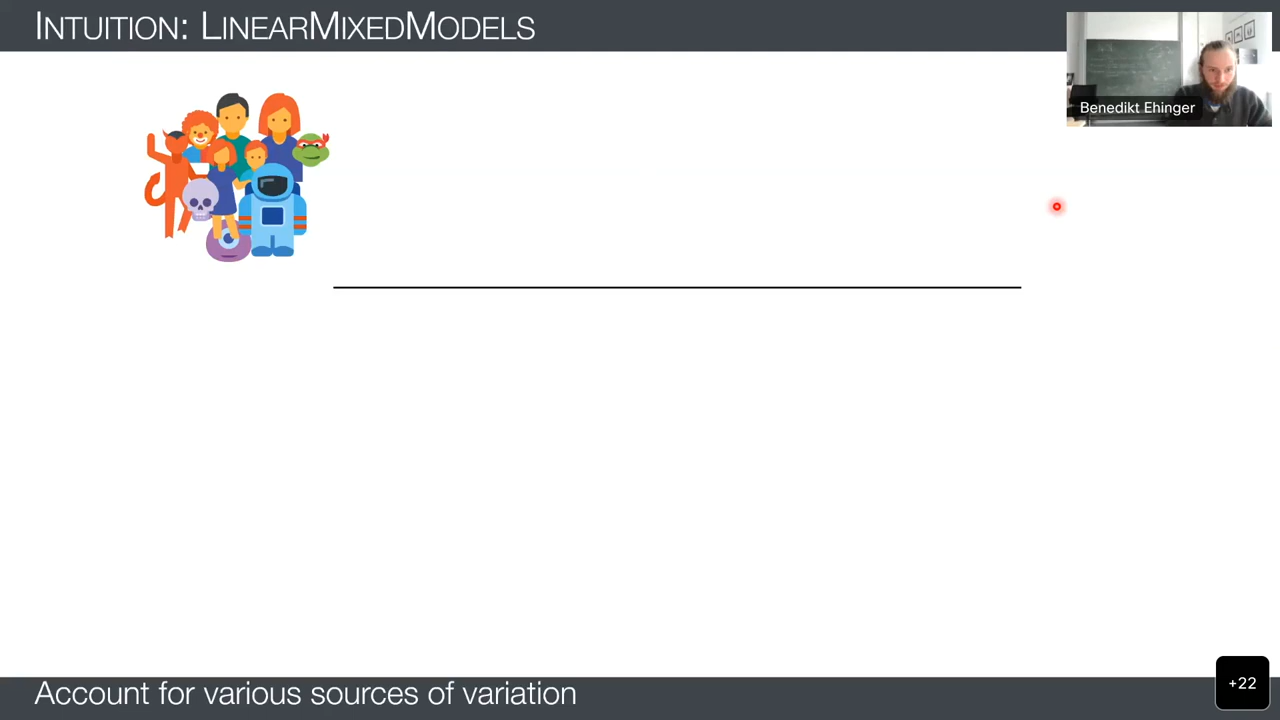 INTUITION: LINEARMIXEDMODELS
Benedikt Ehinger
Account for various sources of variation
+22